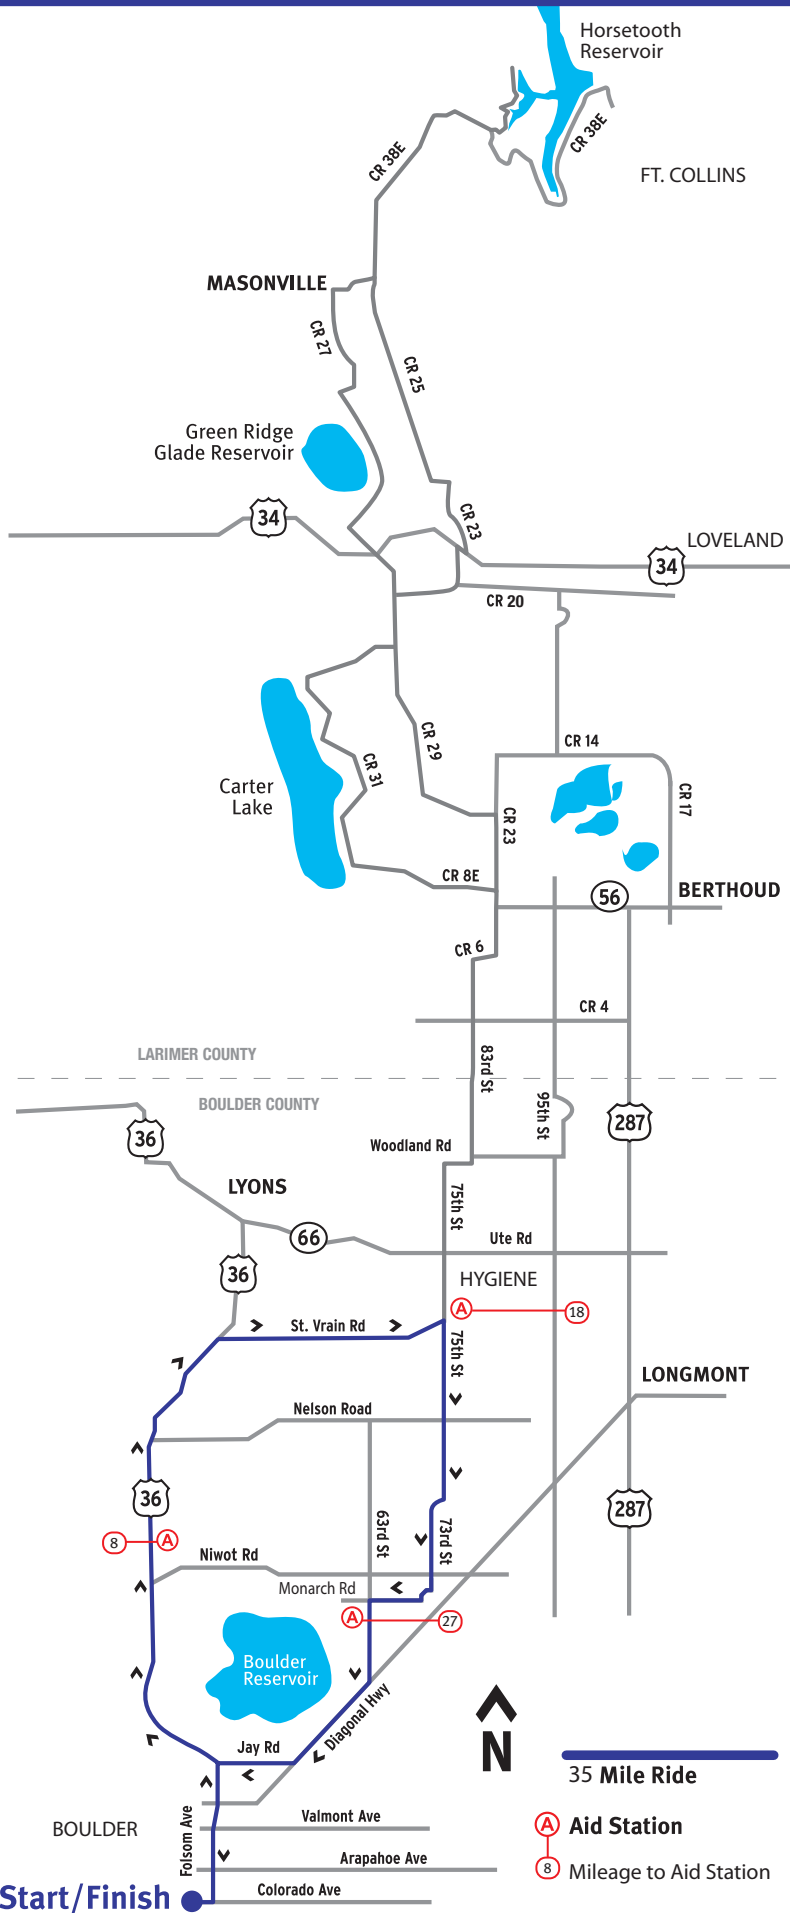 Horsetooth
Reservoir
CR 38E
CR 38E
FT. COLLINS
MASONVILLE
CR 27
CR 25
Green Ridge
Glade Reservoir
34
CR 23
LOVELAND
34
CR 20
CR 29
CR 14
CR 31
Carter
Lake
CR 17
CR 23
CR 8E
56
BERTHOUD
CR 6
CR 4
LARIMER COUNTY
83rd St
BOULDER COUNTY
95th St
287
36
Woodland Rd
LYONS
75th St
66
Ute Rd
36
HYGIENE
A
18
St. Vrain Rd
75th St
LONGMONT
Nelson Road
36
287
63rd St
73rd St
8
A
Niwot Rd
Monarch Rd
A
27
Boulder
Reservoir
Diagonal Hwy
N
Jay Rd
35 Mile Ride
Folsom Ave
Valmont Ave
BOULDER
A
Aid Station
Arapahoe Ave
8
Mileage to Aid Station
Start/Finish
Colorado Ave